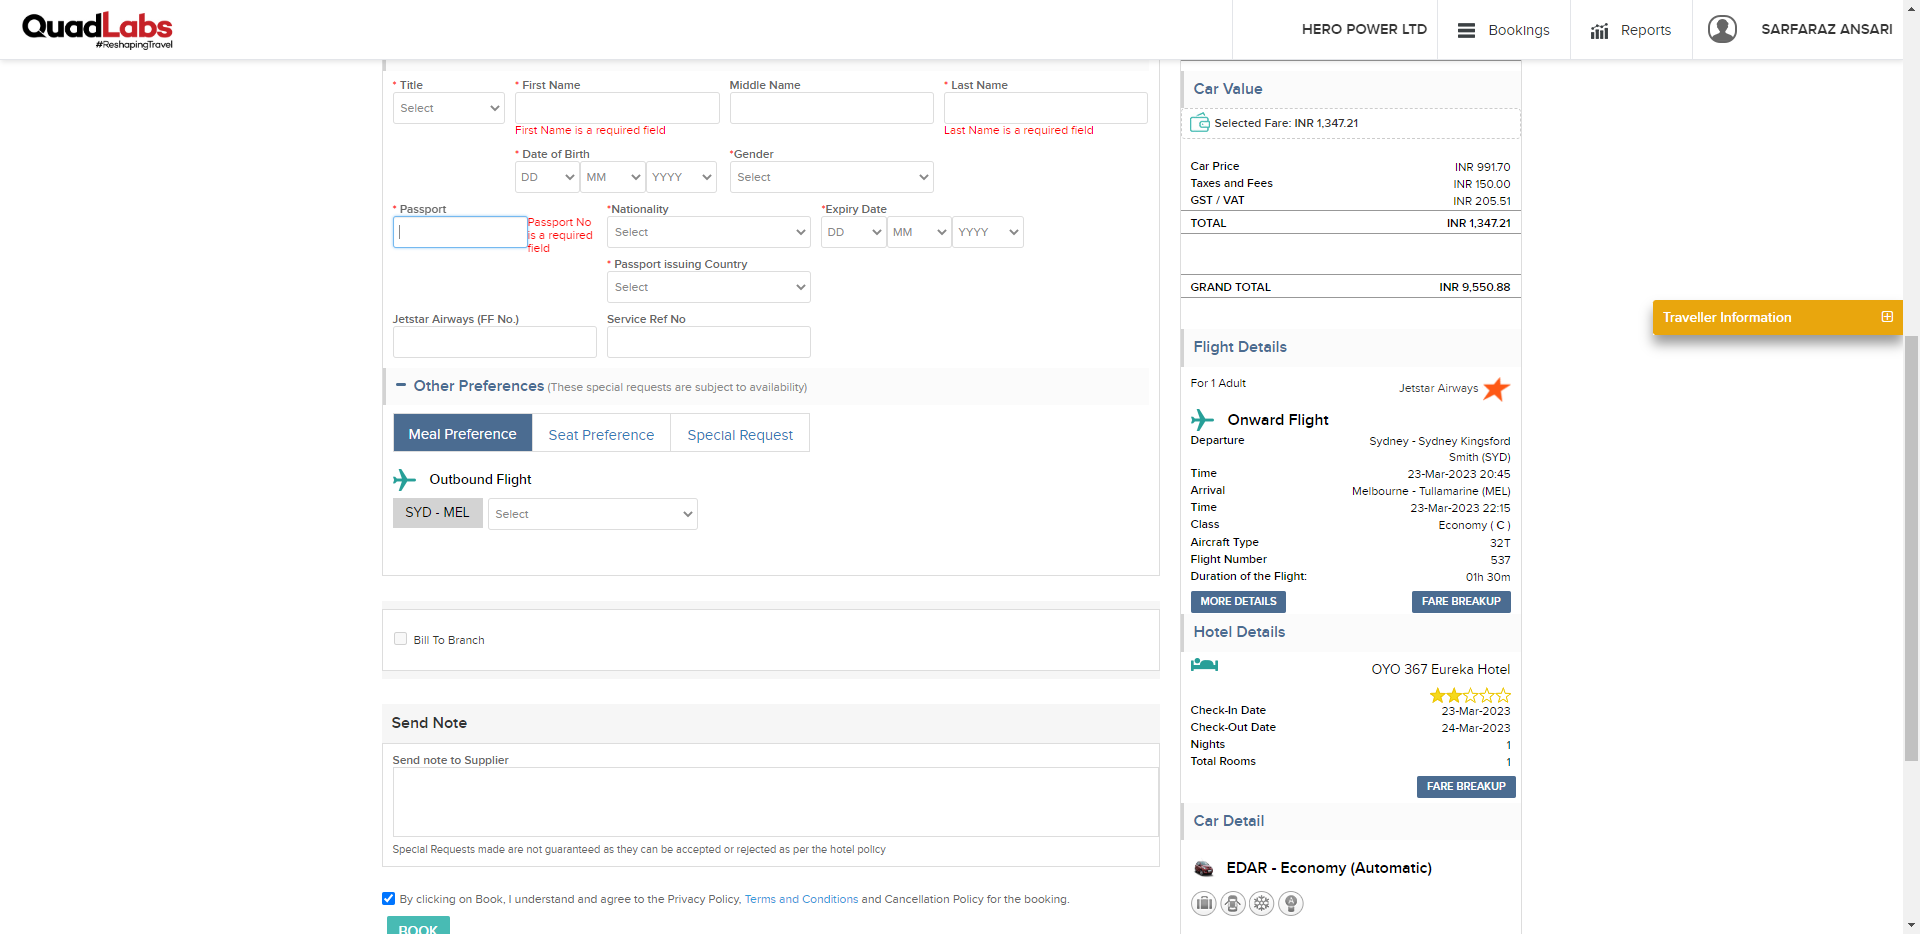 QuadLabs
#ReshapingTravel
HERO POWER LTD
Bookings
Reports
SARFARAZ ANSARI
* Title
* First Name
Middle Name
* Last Name
Select
First Name is a required field
Last Name is a required field
* Date of Birth
*Gender
DD
MM
YYYY
Select
* Passport
*Nationality
*Expiry Date
Passport No
is a required
field
Select
DD
MM
YYYY
* Passport issuing Country
Select
Jetstar Airways (FF No.)
Service Ref No
Other Preferences (These special requests are subject to availability)
Meal Preference
Seat Preference
Special Request
Outbound Flight
SYD - MEL
Select
Bill To Branch
Send Note
Send note to Supplier
Special Requests made are not guaranteed as they can be accepted or rejected as per the hotel policy
By clicking on Book, I understand and agree to the Privacy Policy, Terms and Conditions and Cancellation Policy for the booking.
BOOK
Car Value
Selected Fare: INR 1,347.21
Car Price INR 991.70
Taxes and Fees INR 150.00
GST / VAT INR 205.51
TOTAL INR 1,347.21
GRAND TOTAL INR 9,550.88
Traveller Information
Flight Details
For 1 Adult
Jetstar Airways
Onward Flight
Departure Sydney - Sydney Kingsford
Smith (SYD)
Time 23-Mar-2023 20:45
Arrival Melbourne - Tullamarine (MEL)
Time 23-Mar-2023 22:15
Class Economy ( C )
Aircraft Type 32T
Flight Number 537
Duration of the Flight: 01h 30m
MORE DETAILS
FARE BREAKUP
Hotel Details
OYO 367 Eureka Hotel
Check-In Date 23-Mar-2023
Check-Out Date 24-Mar-2023
Nights 1
Total Rooms 1
FARE BREAKUP
Car Detail
EDAR - Economy (Automatic)